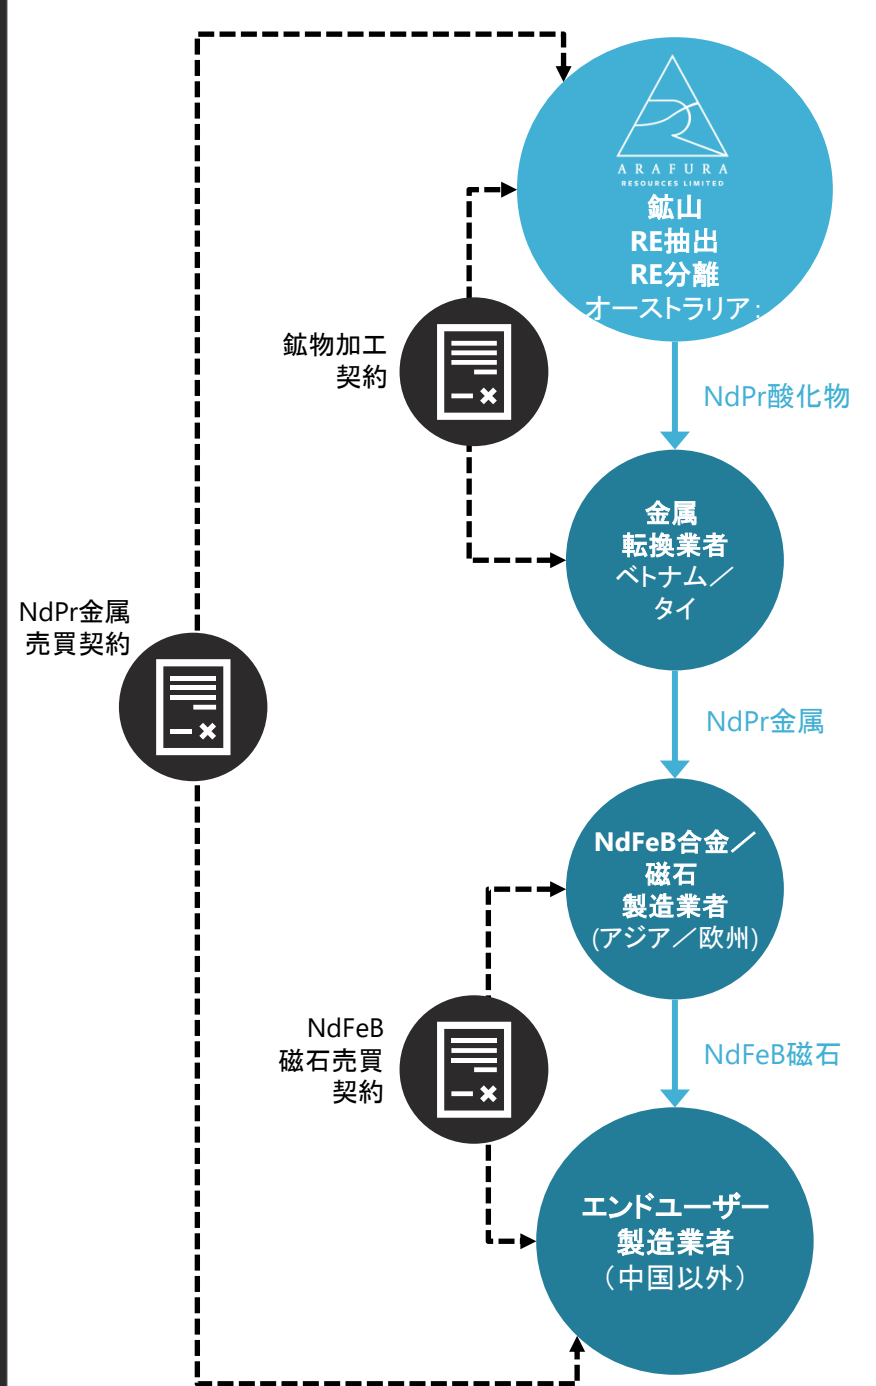 ARAFURA
RESOURCES LIMITED
鉱山
RE抽出
RE分離
オーストラリア：
鉱物加工
契約
NdPr酸化物
金属
転換業者
ベトナム／
タイ
NdPr金属
売買契約
NdPr金属
NdFeB合金／
磁石
製造業者
(アジア／欧州)
NdFeB
磁石売買
契約
NdFeB磁石
エンドユーザー
製造業者
（中国以外）